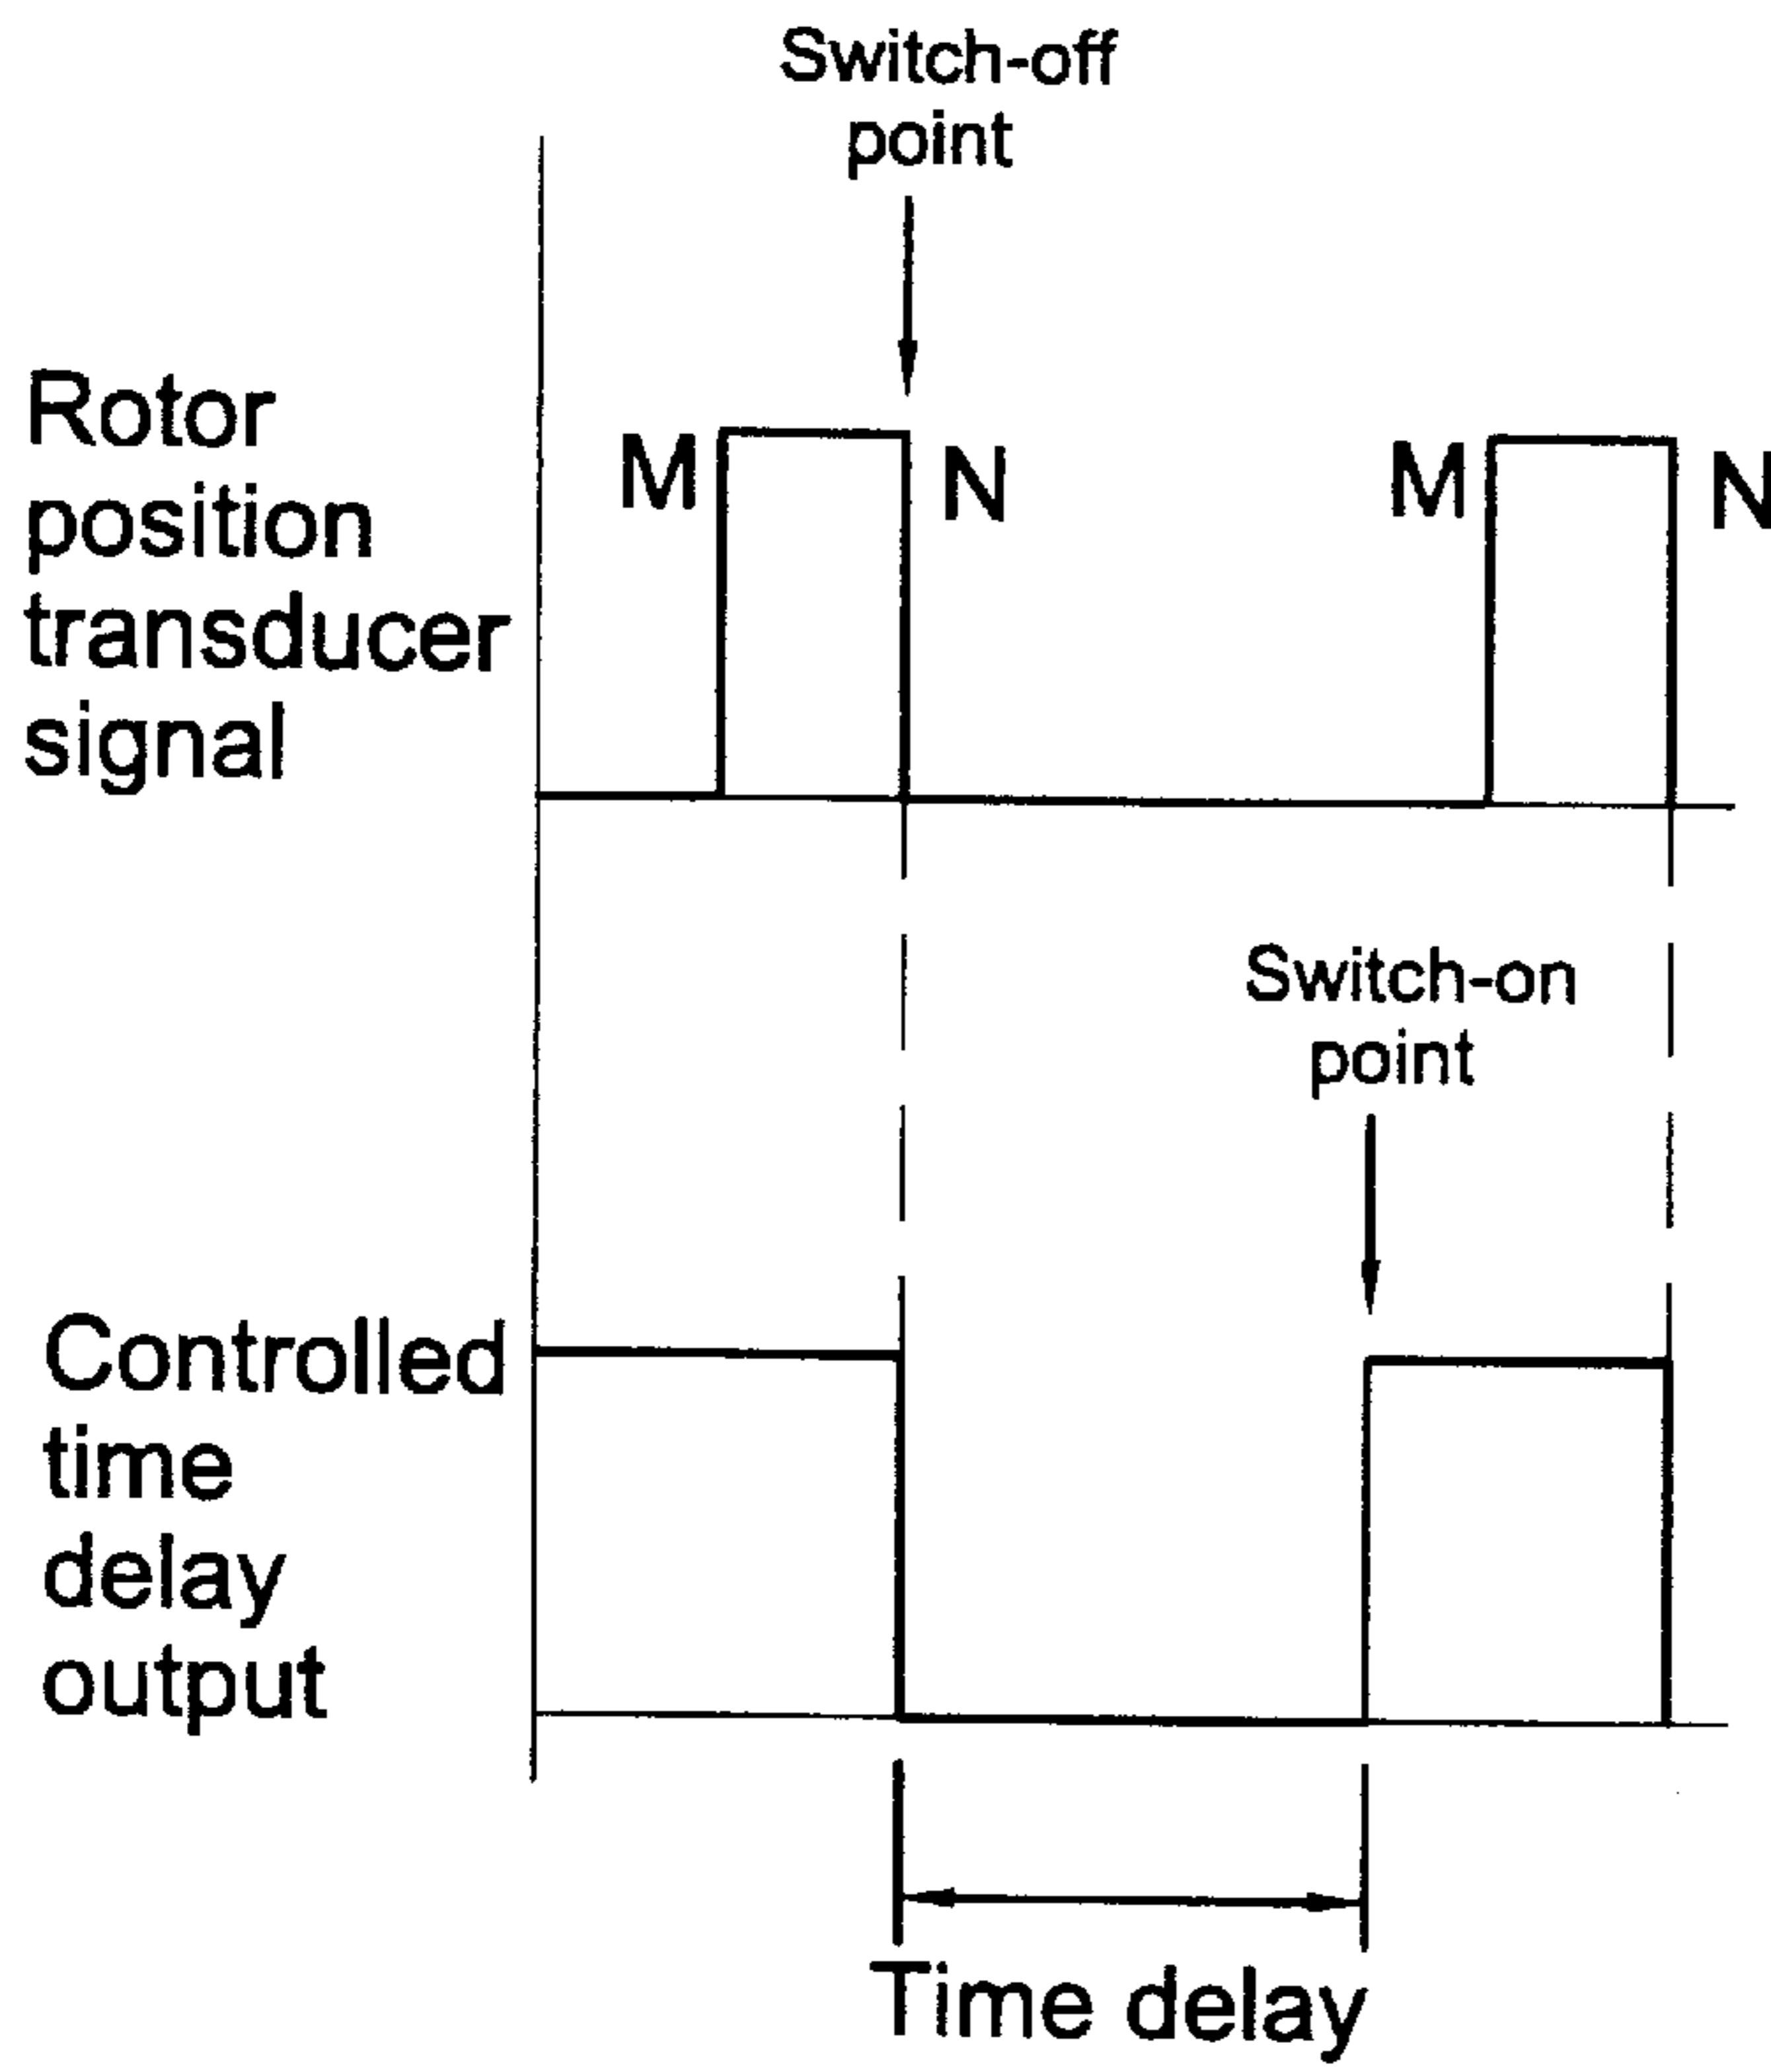 Switch-off
point
Rotor
position
transducer
signal
M
N
M
N
Switch-on
point
Controlled
time
delay
output
Time delay